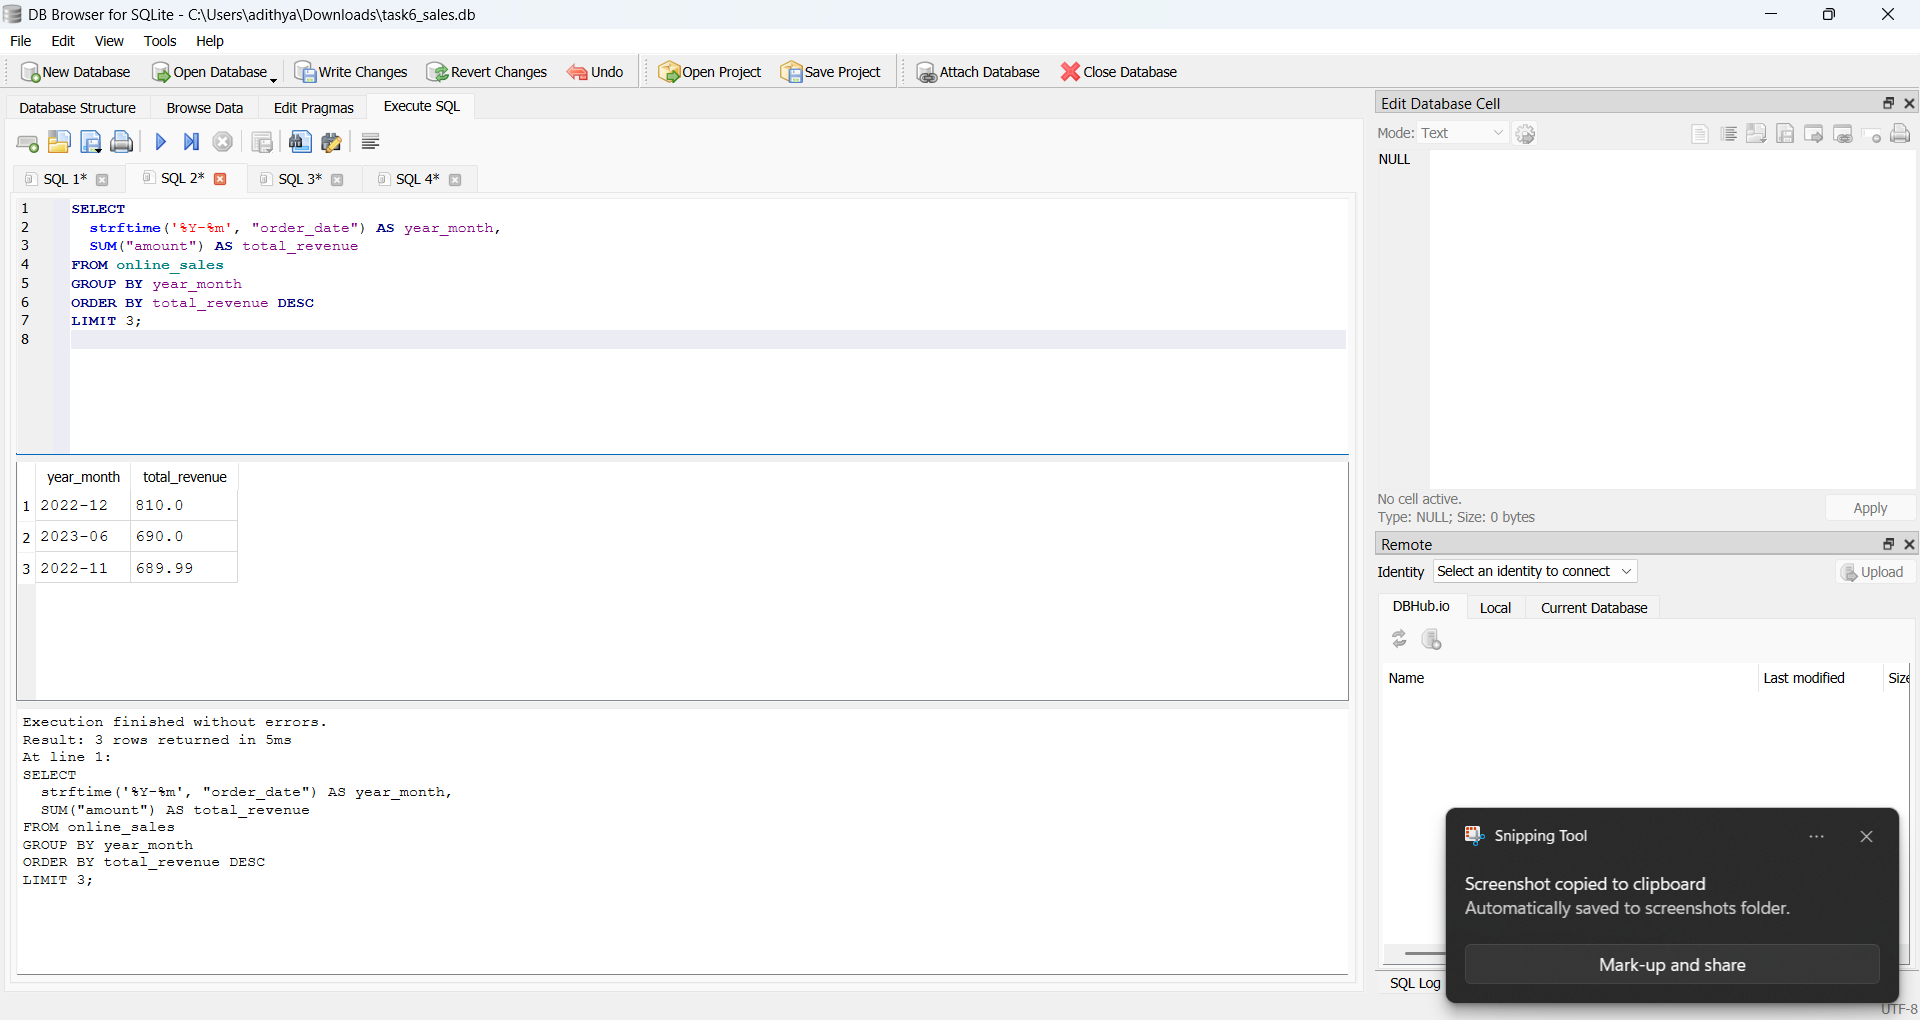 DB Browser for SQLite - C:\Users\adithya\Downloads\task6_sales.db
File Edit View Tools Help
New Database Open Database Write Changes Revert Changes Undo Open Project Save Project Attach Database Close Database
Database Structure Browse Data Edit Pragmas Execute SQL
SQL 1* SQL 2* SQL 3* SQL 4*
1 SELECT
2 strftime('%Y-%m', "order_date") AS year_month,
3 SUM("amount") AS total_revenue
4 FROM online_sales
5 GROUP BY year_month
6 ORDER BY total_revenue DESC
7 LIMIT 3;
8
year_month total_revenue
1 2022-12 810.0
2 2023-06 690.0
3 2022-11 689.99
Execution finished without errors.
Result: 3 rows returned in 5ms
At line 1:
SELECT
strftime('%Y-%m', "order_date") AS year_month,
SUM("amount") AS total_revenue
FROM online_sales
GROUP BY year_month
ORDER BY total_revenue DESC
LIMIT 3;
Edit Database Cell
Mode: Text
NULL
No cell active.
Type: NULL; Size: 0 bytes
Apply
Remote
Identity Select an identity to connect Upload
DBHub.io Local Current Database
Name Last modified Size
Snipping Tool
Screenshot copied to clipboard
Automatically saved to screenshots folder.
Mark-up and share
SQL Log
UTF-8